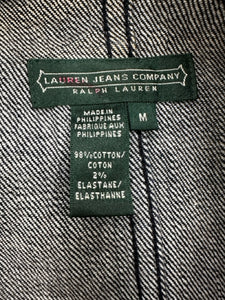 LAUREN JEANS COMPANY
RALPH LAUREN
MADE IN
PHILIPPINES
FABRIQUE AUX
PHILIPPINES
M
98% COTTON/
COTON
2%
ELASTANE/
ELASTHANNE